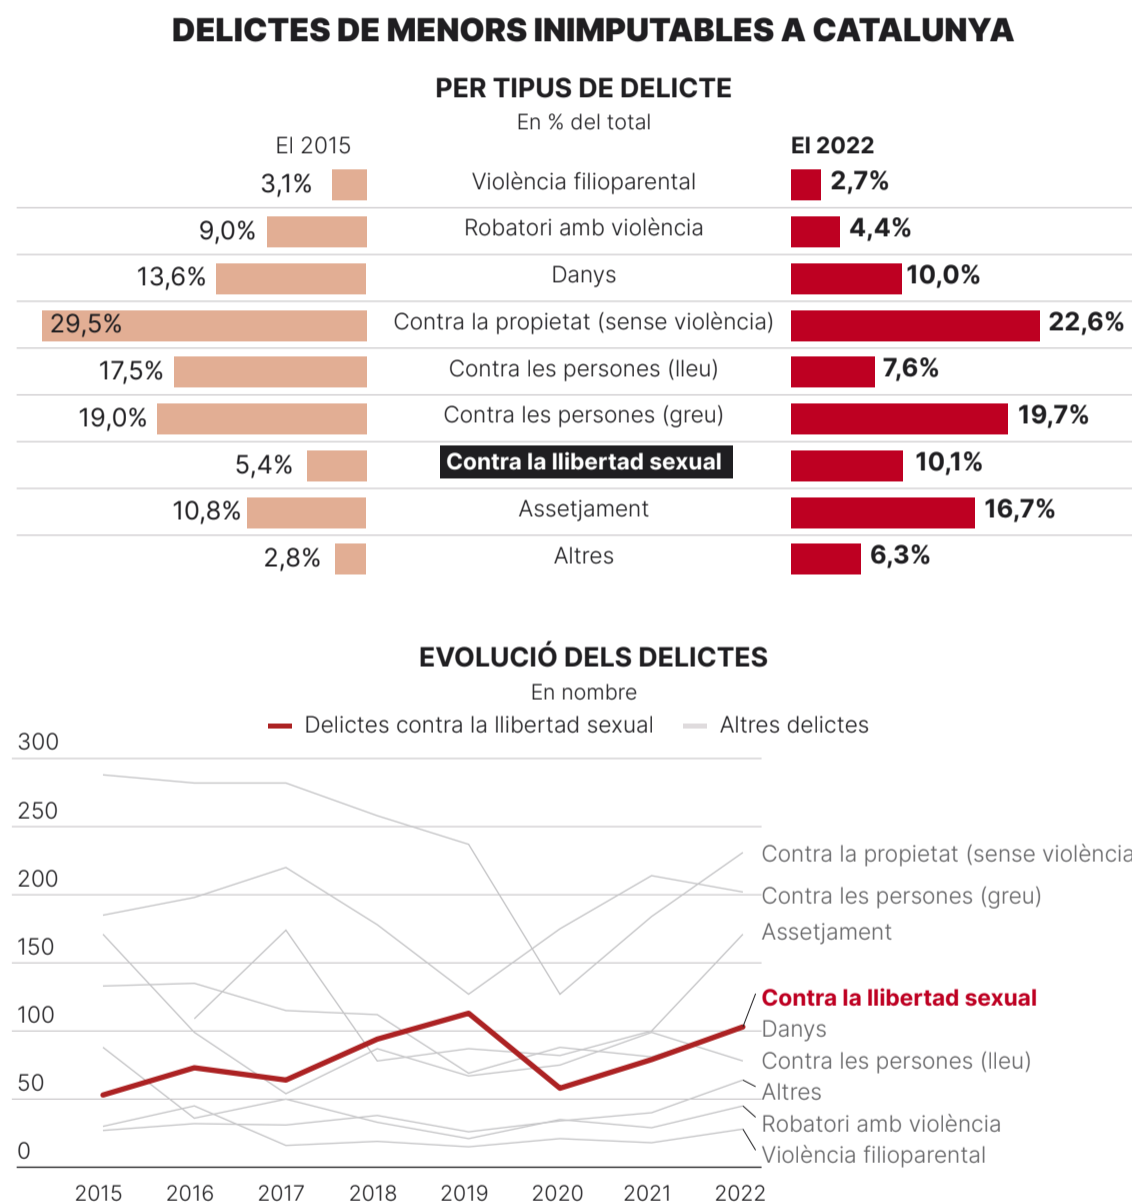 DELICTES DE MENORS INIMPUTABLES A CATALUNYA
PER TIPUS DE DELICTE
En % del total
El 2015
El 2022
3,1% Violència filioparental 2,7%
9,0% Robatori amb violència 4,4%
13,6% Danys 10,0%
29,5% Contra la propietat (sense violència) 22,6%
17,5% Contra les persones (lleu) 7,6%
19,0% Contra les persones (greu) 19,7%
5,4% Contra la llibertad sexual 10,1%
10,8% Assetjament 16,7%
2,8% Altres 6,3%
EVOLUCIÓ DELS DELICTES
En nombre
Delictes contra la llibertad sexual Altres delictes
300
250
200
150
100
50
0
Contra la propietat (sense violència
Contra les persones (greu)
Assetjament
Contra la llibertad sexual
Danys
Contra les persones (lleu)
Altres
Robatori amb violència
Violència filioparental
2015 2016 2017 2018 2019 2020 2021 2022